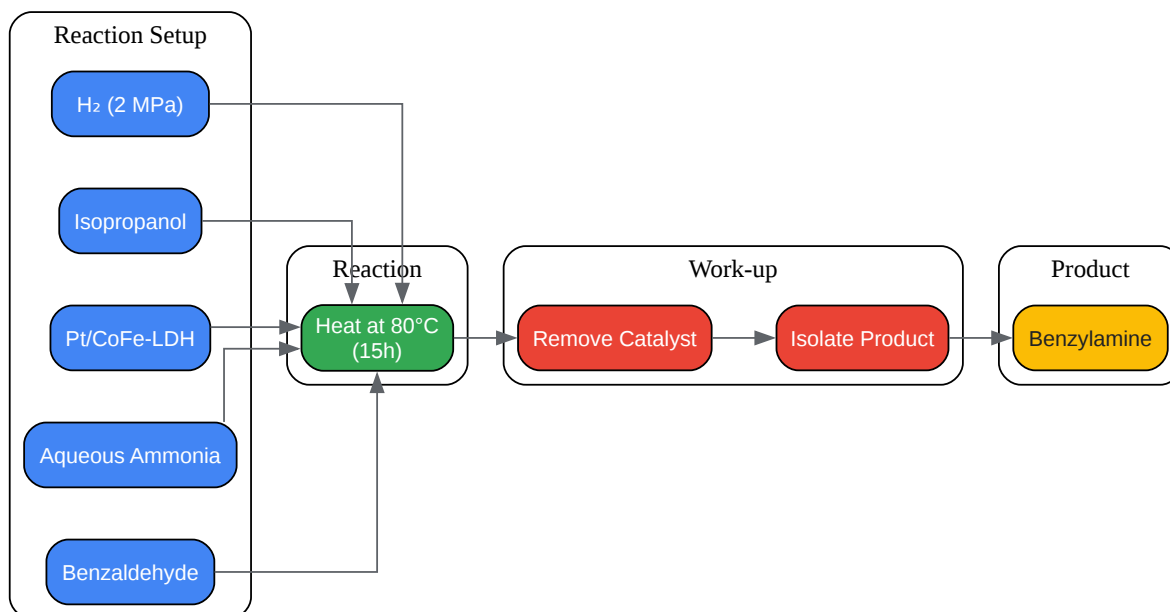 Reaction Setup
H₂ (2 MPa)
Isopropanol
Pt/CoFe-LDH
Aqueous Ammonia
Benzaldehyde
Reaction
Heat at 80°C
(15h)
Work-up
Remove Catalyst
Isolate Product
Product
Benzylamine